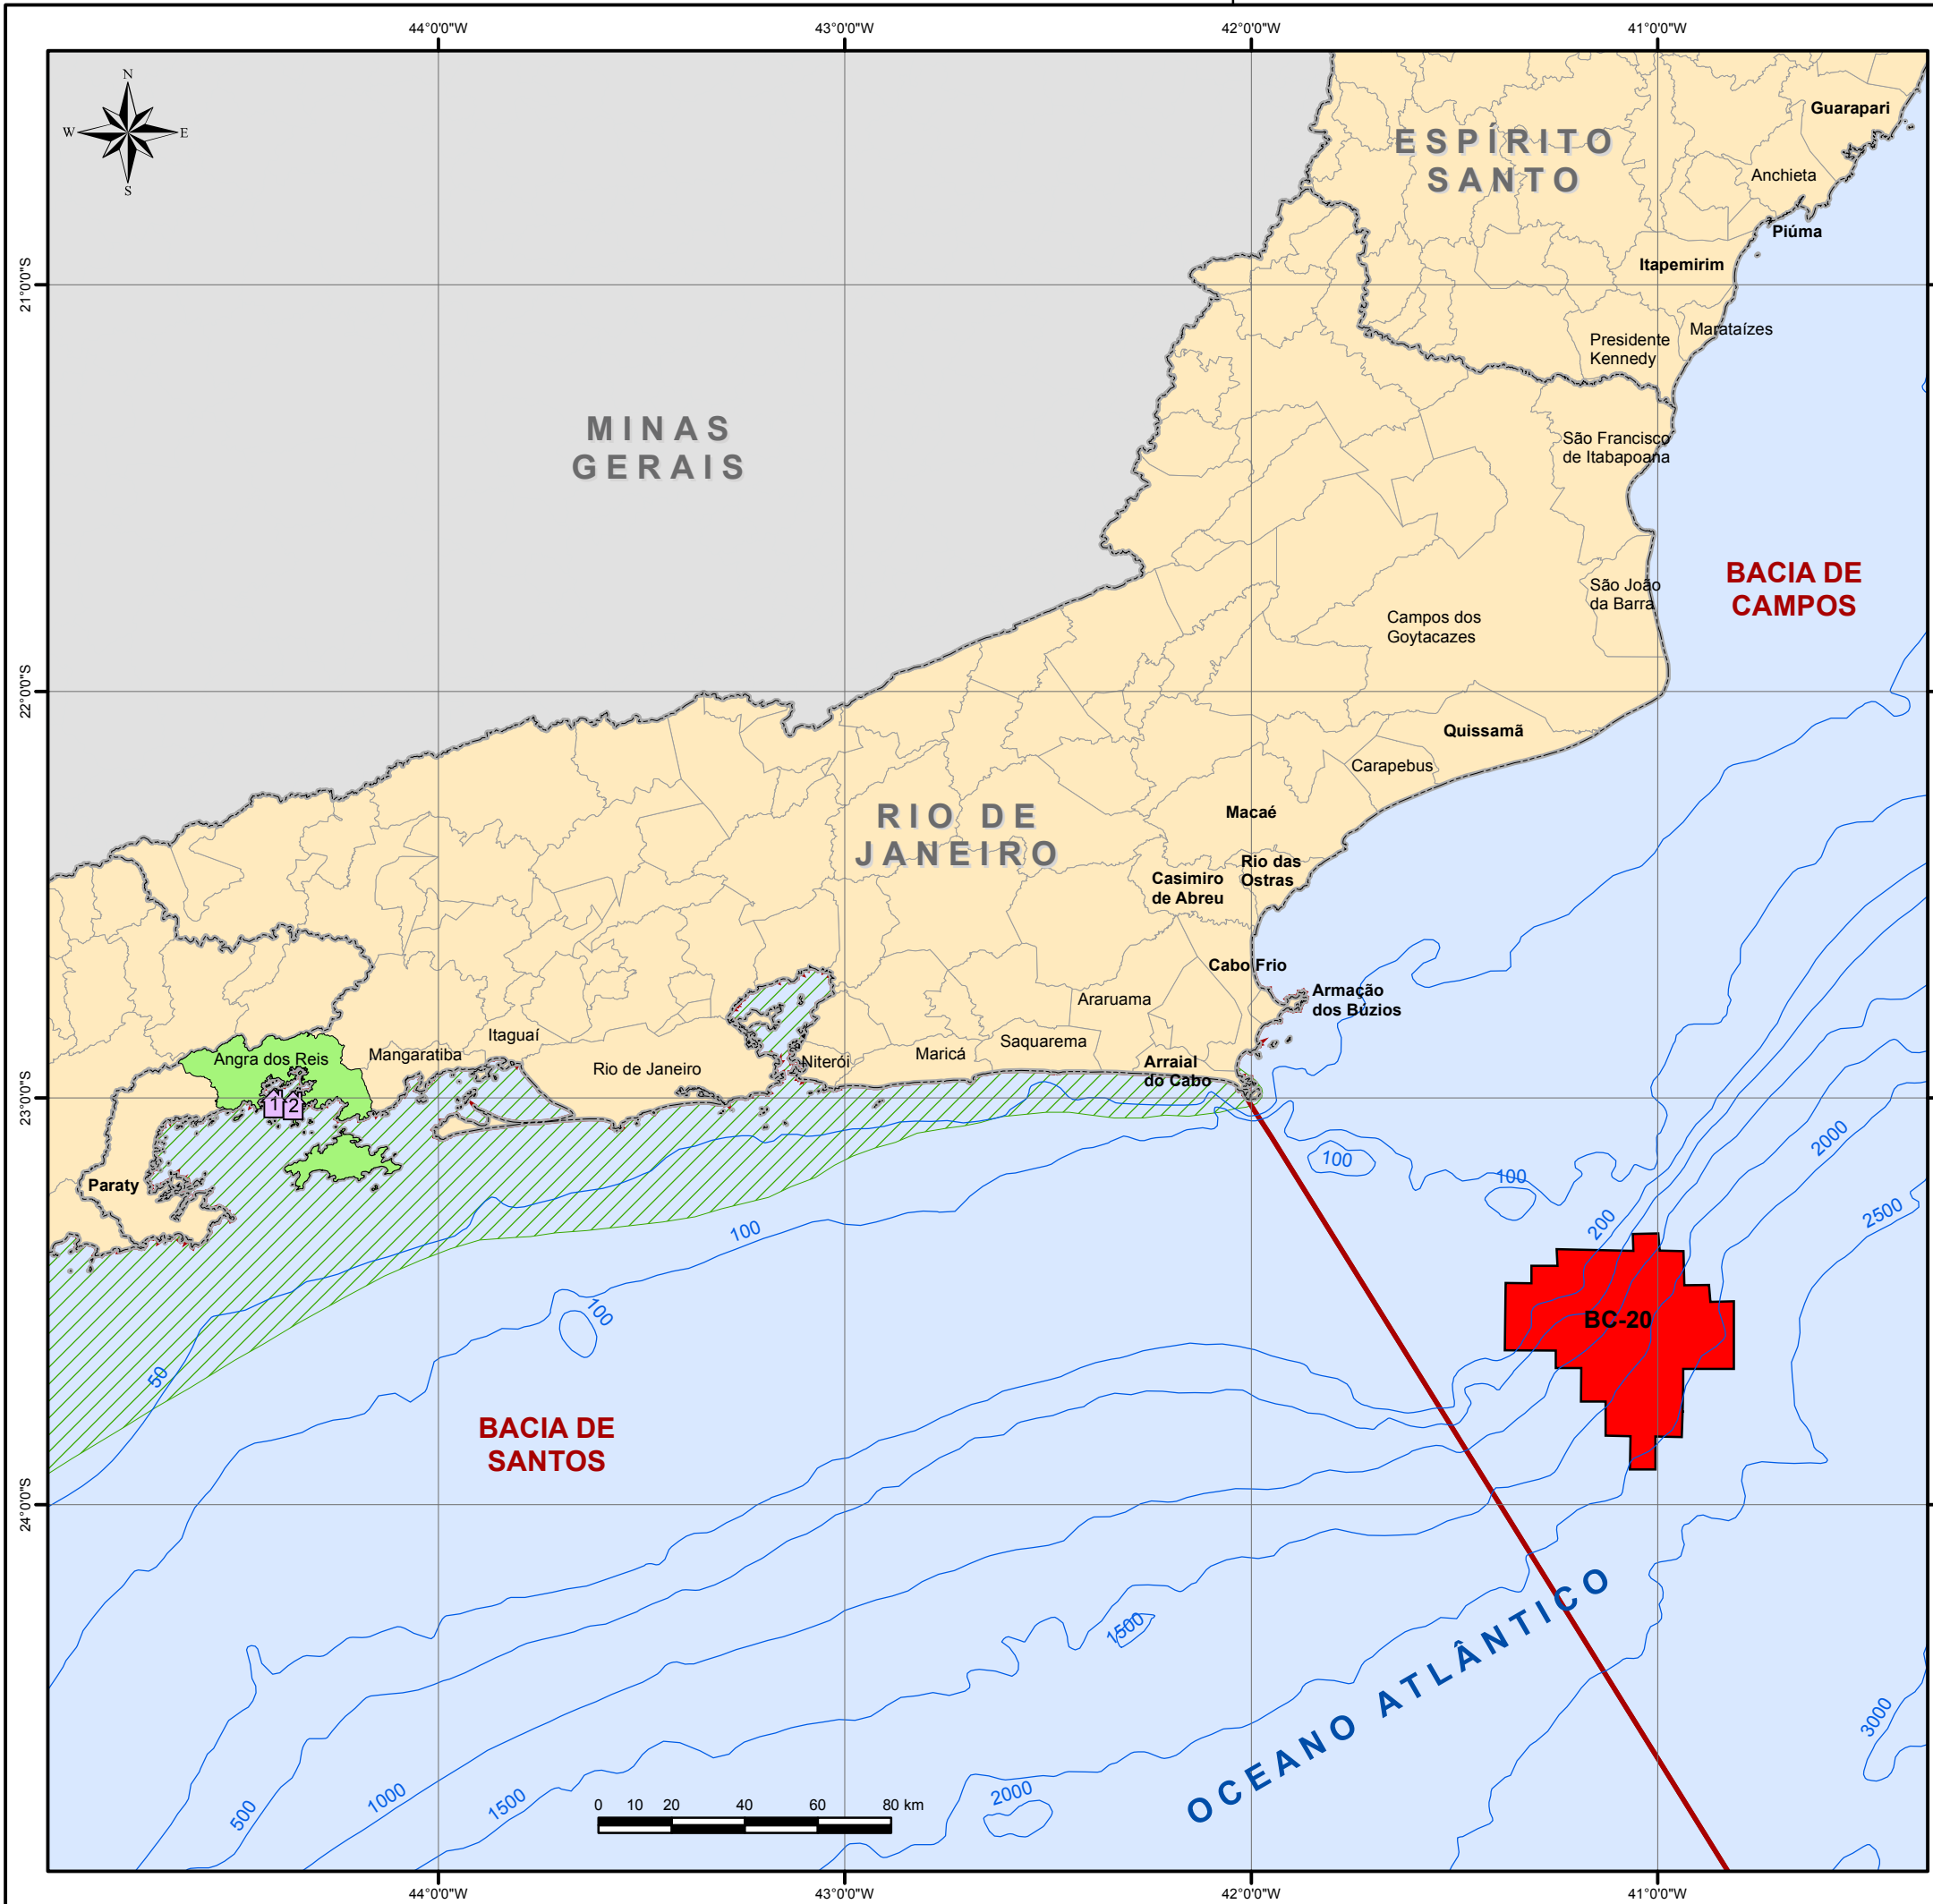 44°0'0"W
43°0'0"W
42°0'0"W
41°0'0"W
N
W
E
S
Guarapari
ESPÍRITO
SANTO
Anchieta
Piúma
Itapemirim
21°0'0"S
Marataízes
Presidente
Kennedy
MINAS
GERAIS
São Francisco
de Itabapoana
BACIA DE
CAMPOS
São João
da Barra
Campos dos
Goytacazes
22°0'0"S
Quissamã
Carapebus
RIO DE
JANEIRO
Macaé
Rio das
Ostras
Casimiro
de Abreu
Cabo Frio
Armação
dos Búzios
Araruama
Itaguaí
Saquarema
Angra dos Reis
Mangaratiba
Rio de Janeiro
Niterói
Maricá
Arraial
do Cabo
23°0'0"S
1
2
100
2000
Paraty
100
200
2500
100
100
BC-20
50
BACIA DE
SANTOS
24°0'0"S
OCEANO ATLÂNTICO
1500
3000
500
1000
1500
2000
0
10
20
40
60
80 km
44°0'0"W
43°0'0"W
42°0'0"W
41°0'0"W